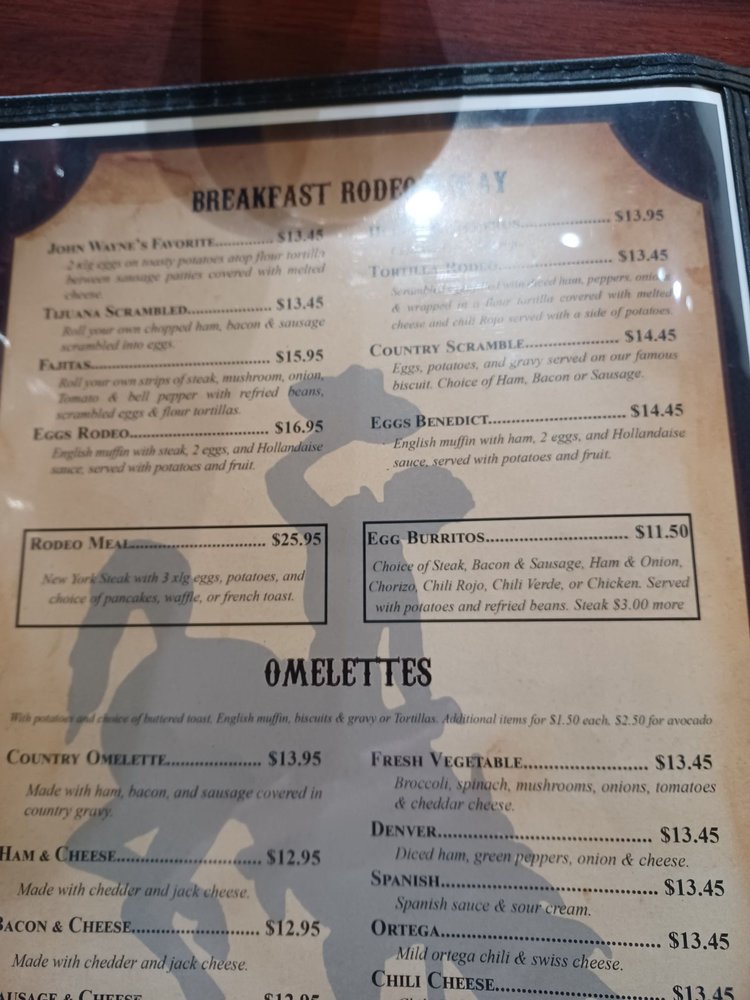 BREAKFAST RODEO
JOHN WAYNE'S FAVORITE............. $13.45
2 xlg eggs on toasty potatoes atop flour tortilla
between sausage patties covered with melted
cheese.
TIJUANA SCRAMBLED................... $13.45
Roll your own chopped ham, bacon & sausage
scrambled into eggs.
FAJITAS........................................ $15.95
Roll your own strips of steak, mushroom, onion,
Tomato & bell pepper with refried beans,
scrambled eggs & flour tortillas.
EGGS RODEO................................ $16.95
English muffin with steak, 2 eggs, and Hollandaise
sauce, served with potatoes and fruit.
$13.95
TORTILLA RODEO........................ $13.45
Scrambled with diced ham, peppers, onions
& wrapped in a flour tortilla covered with melted
cheese and chili Rojo served with a side of potatoes.
COUNTRY SCRAMBLE..................... $14.45
Eggs, potatoes, and gravy served on our famous
biscuit. Choice of Ham, Bacon or Sausage.
EGGS BENEDICT............................... $14.45
English muffin with ham, 2 eggs, and Hollandaise
sauce, served with potatoes and fruit.
RODEO MEAL............................... $25.95
New York Steak with 3 xlg eggs, potatoes, and
choice of pancakes, waffle, or french toast.
EGG BURRITOS................................ $11.50
Choice of Steak, Bacon & Sausage, Ham & Onion,
Chorizo, Chili Rojo, Chili Verde, or Chicken. Served
with potatoes and refried beans. Steak $3.00 more
OMELETTES
With potatoes and choice of buttered toast, English muffin, biscuits & gravy or Tortillas. Additional items for $1.50 each, $2.50 for avocado
COUNTRY OMELETTE..................... $13.95
Made with ham, bacon, and sausage covered in
country gravy.
HAM & CHEESE................................ $12.95
Made with chedder and jack cheese.
BACON & CHEESE............................. $12.95
Made with chedder and jack cheese.
SAUSAGE & CHEESE $12.95
FRESH VEGETABLE............................ $13.45
Broccoli, spinach, mushrooms, onions, tomatoes
& cheddar cheese.
DENVER................................................ $13.45
Diced ham, green peppers, onion & cheese.
SPANISH................................................ $13.45
Spanish sauce & sour cream.
ORTEGA................................................ $13.45
Mild ortega chili & swiss cheese.
CHILI CHEESE.................................... $13.45